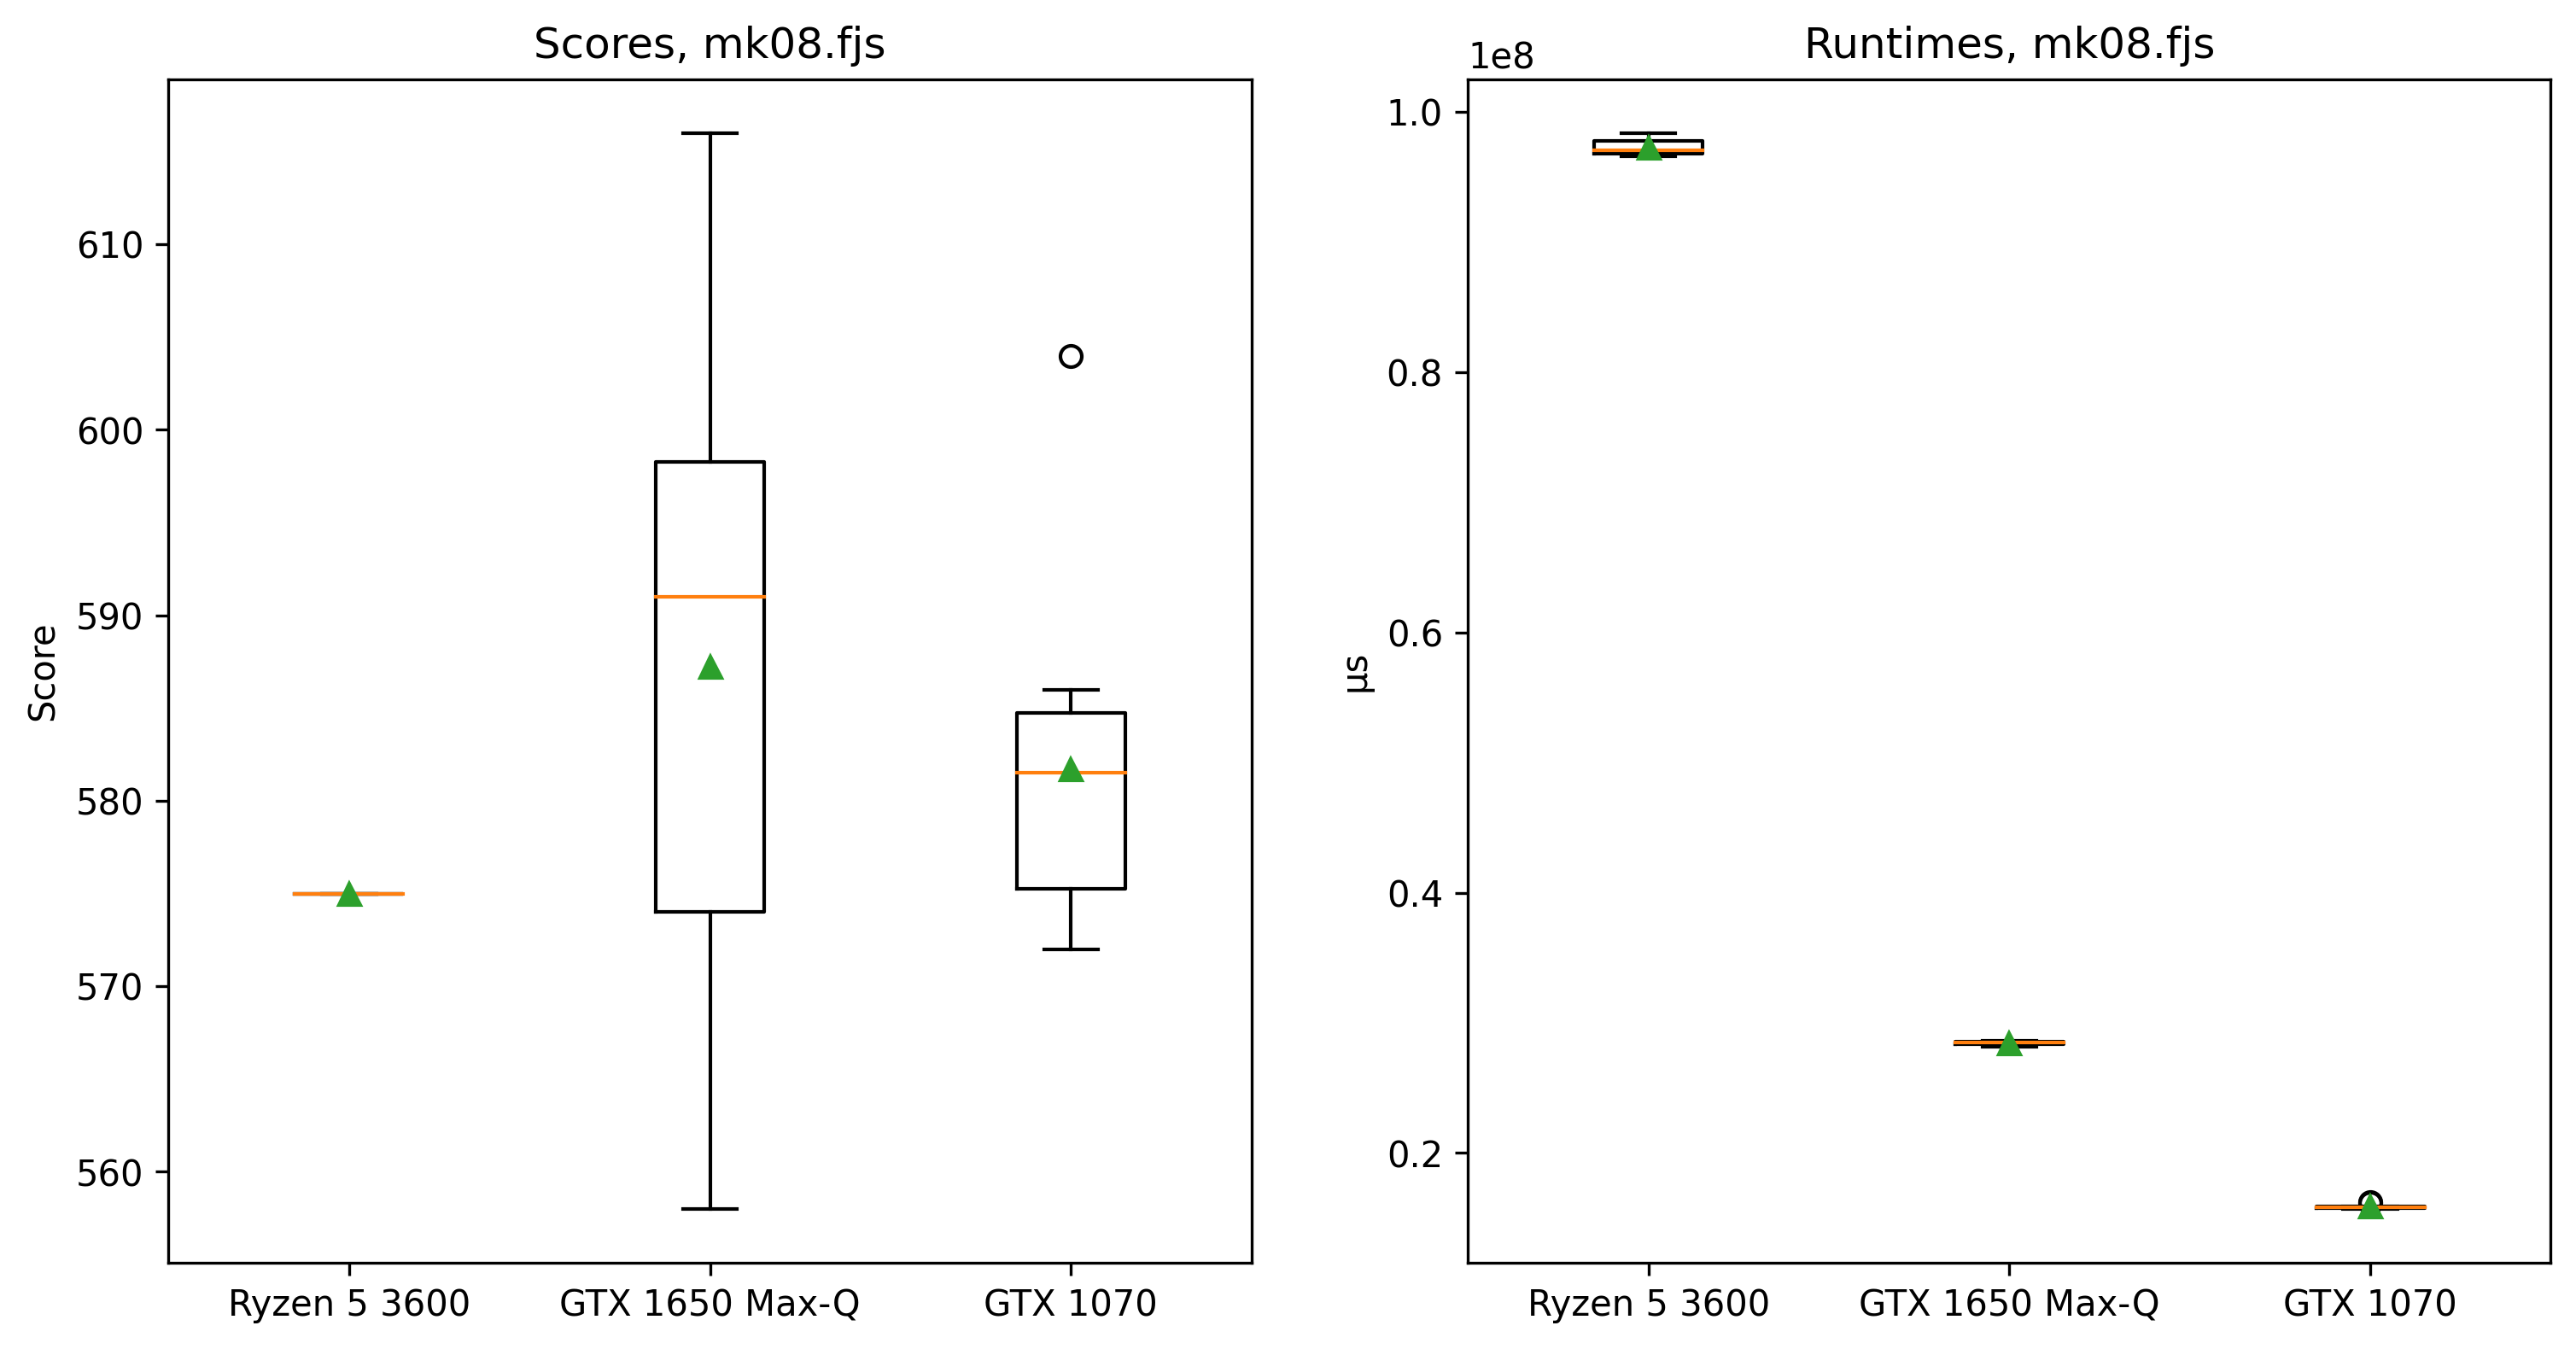 Scores, mk08.fjs
Score
610
600
590
580
570
560
Ryzen 5 3600
GTX 1650 Max-Q
GTX 1070
Runtimes, mk08.fjs
1e8
µs
1.0
0.8
0.6
0.4
0.2
Ryzen 5 3600
GTX 1650 Max-Q
GTX 1070